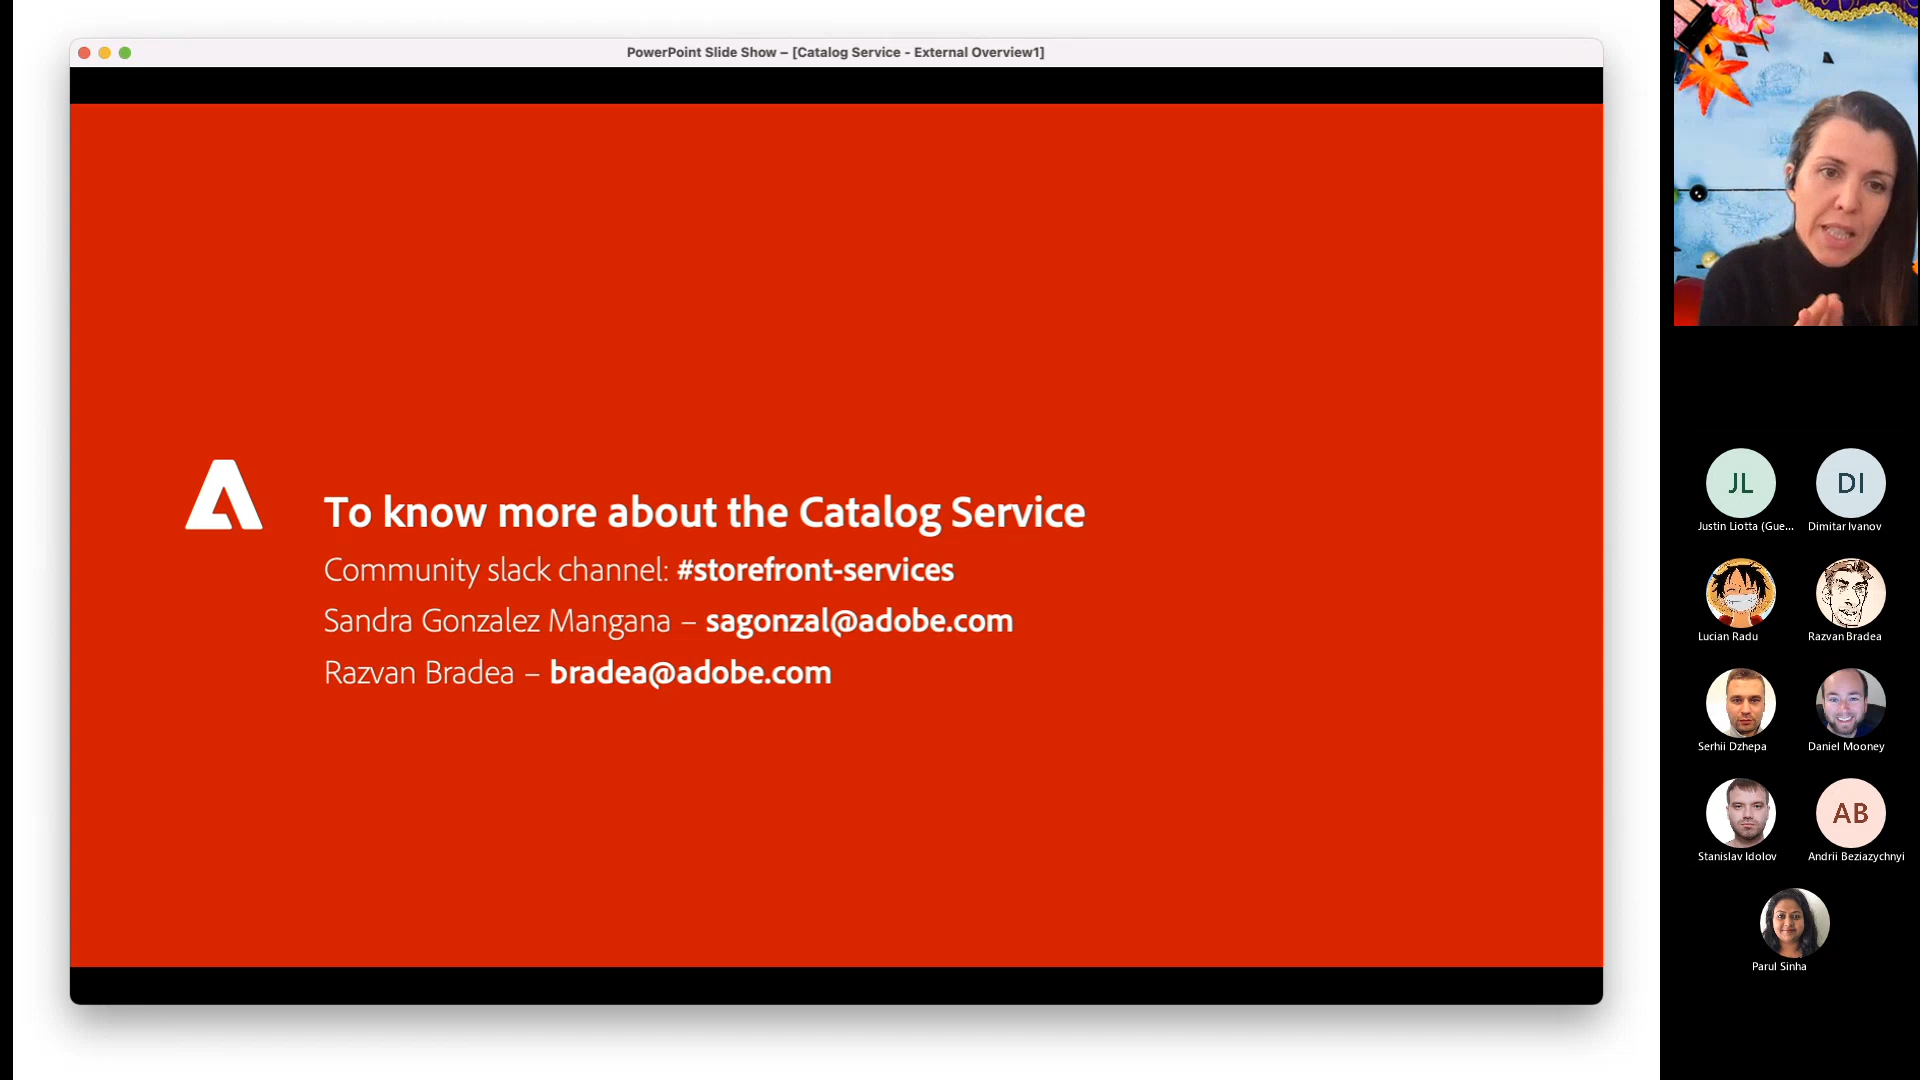 PowerPoint Slide Show – [Catalog Service - External Overview1]
To know more about the Catalog Service
Community slack channel: #storefront-services
Sandra Gonzalez Mangana – sagonzal@adobe.com
Razvan Bradea – bradea@adobe.com
JL
DI
Justin Liotta (Gue...
Dimitar Ivanov
Lucian Radu
Razvan Bradea
Serhii Dzhepa
Daniel Mooney
AB
Stanislav Idolov
Andrii Beziazychnyi
Parul Sinha